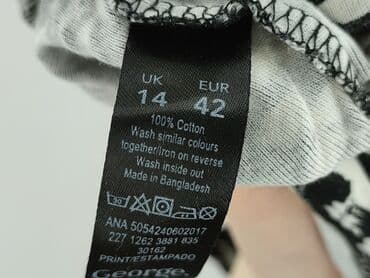 UK EUR
14 42
100% Cotton
Wash similar colours
together/Iron on reverse
Wash inside out
Made in Bangladesh
30
ANA 5054240602017
227 1262 3881 835
30162
PRINT/ESTAMPADO
George